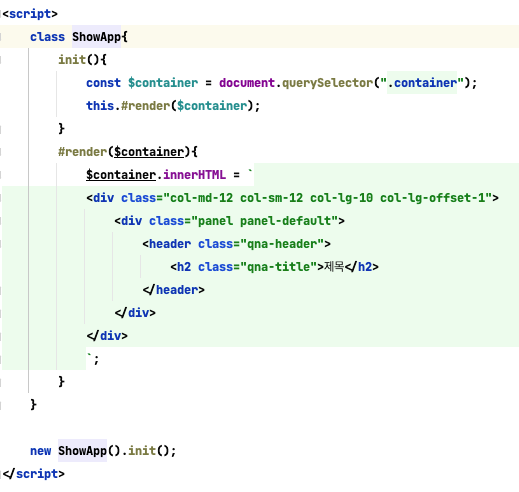 <script>
class ShowApp{
init(){
const $container = document.querySelector(".container");
this.#render($container);
}
#render($container){
$container.innerHTML = `
<div class="col-md-12 col-sm-12 col-lg-10 col-lg-offset-1">
<div class="panel panel-default">
<header class="qna-header">
<h2 class="qna-title">제목</h2>
</header>
</div>
</div>
`;
}
}
new ShowApp().init();
</script>